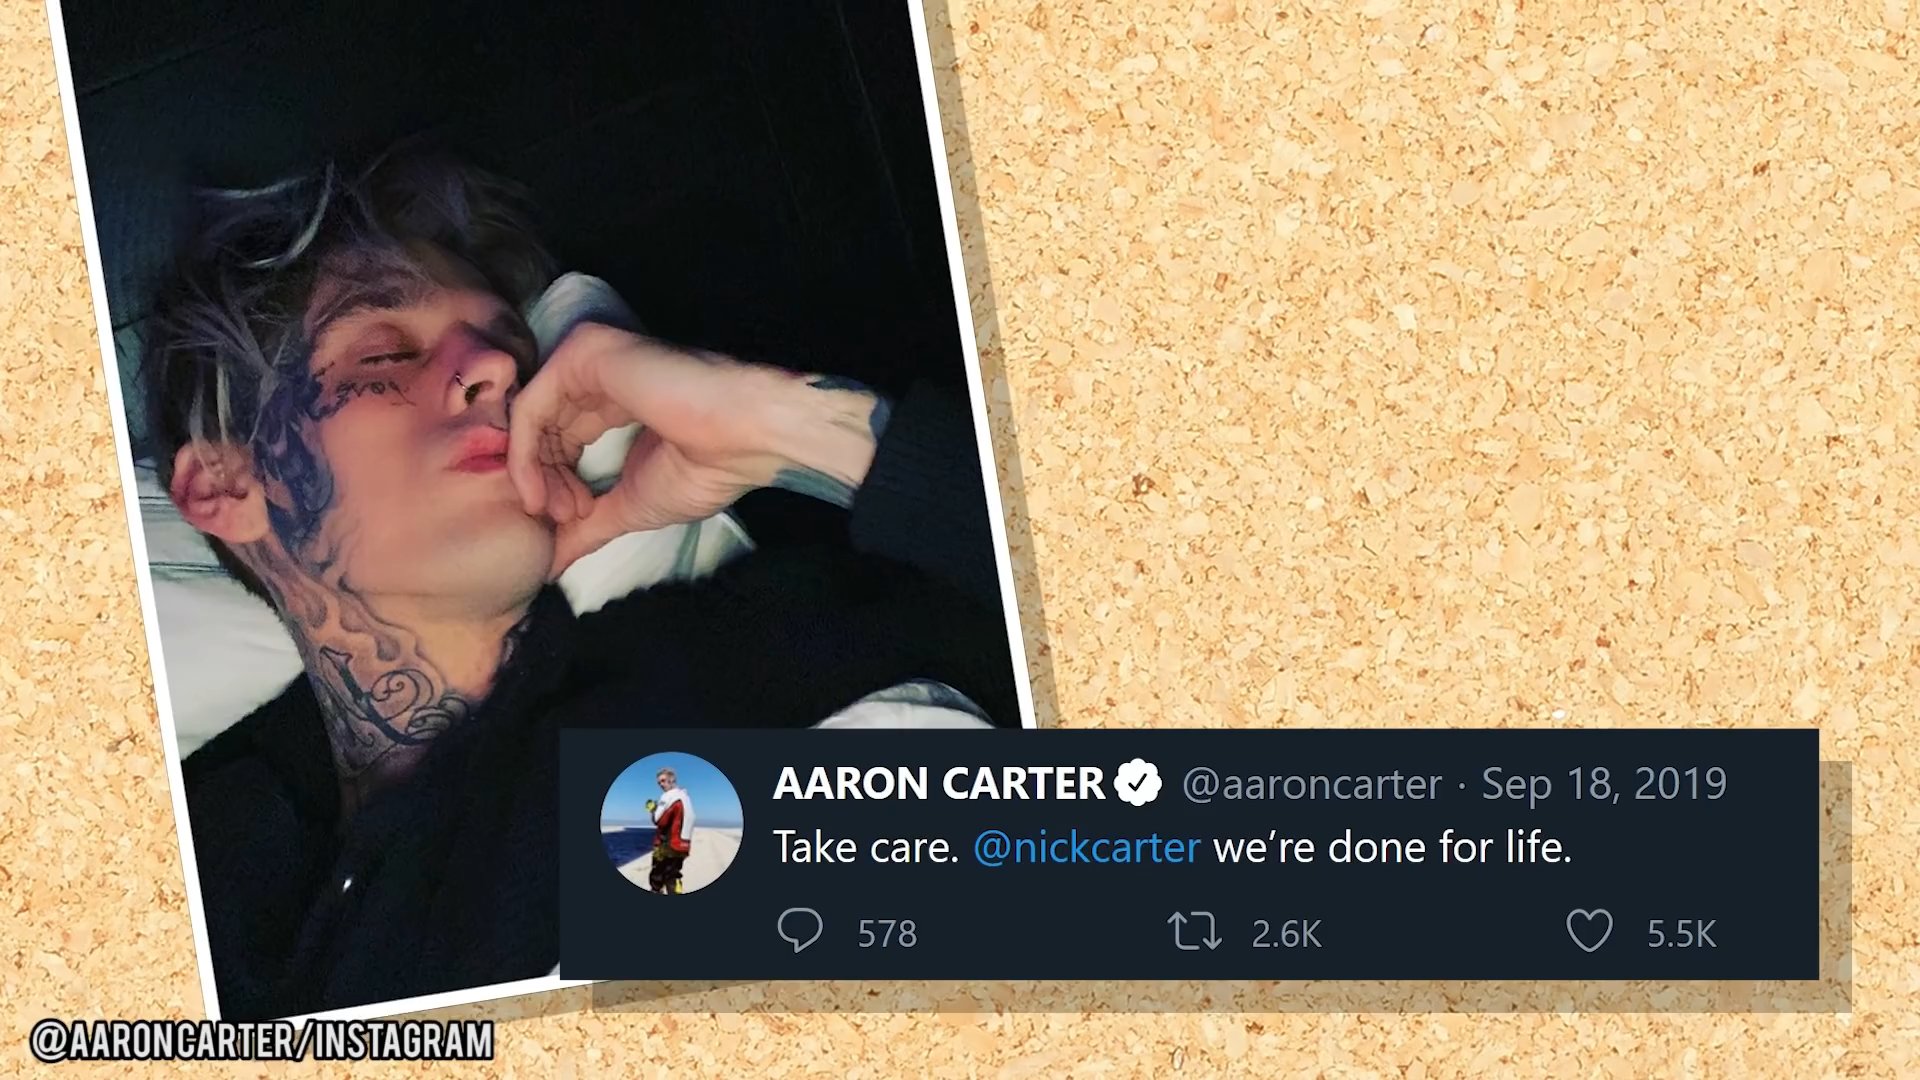 AARON CARTER @aaroncarter · Sep 18, 2019
Take care. @nickcarter we’re done for life.
578 2.6K 5.5K
@AARONCARTER/INSTAGRAM